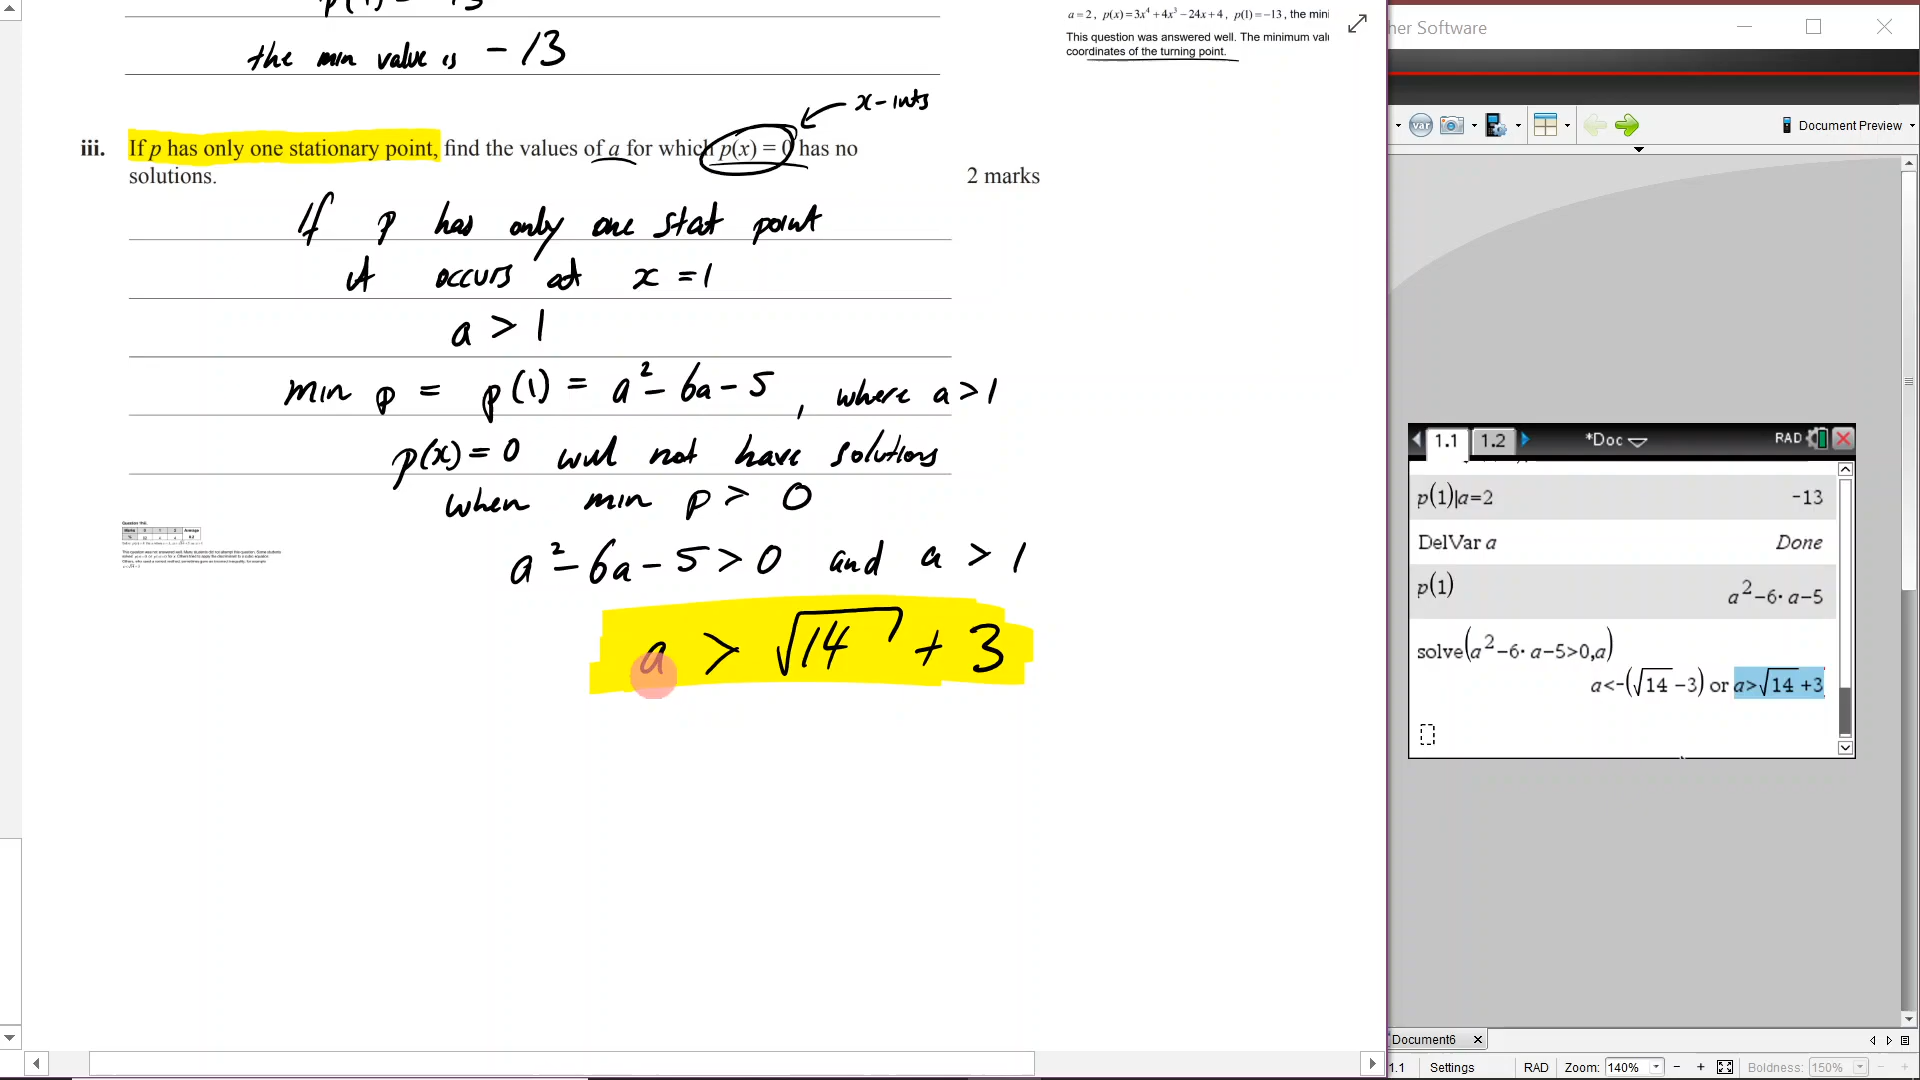 p(1) = -13
the min value is -13
a = 2, p(x) = 3x⁴ + 4x³ − 24x + 4, p(1) = −13, the mini
This question was answered well. The minimum valu
coordinates of the turning point.
her Software
Document Preview
x-ints
iii. If p has only one stationary point, find the values of a for which p(x) = 0 has no
solutions.
2 marks
If p has only one stat point
it occurs at x = 1
a > 1
min p = p(1) = a² - 6a - 5, where a > 1
p(x) = 0 will not have solutions
when min p > 0
a² - 6a - 5 > 0 and a > 1
a > √14 + 3
1.1 1.2 *Doc RAD
p(1)|a=2 -13
DelVar a Done
p(1) a²-6·a-5
solve(a²-6·a-5>0,a)
a<-(√14-3) or a>√14+3
Document6
1.1 Settings RAD Zoom: 140% − + Boldness: 150% − +